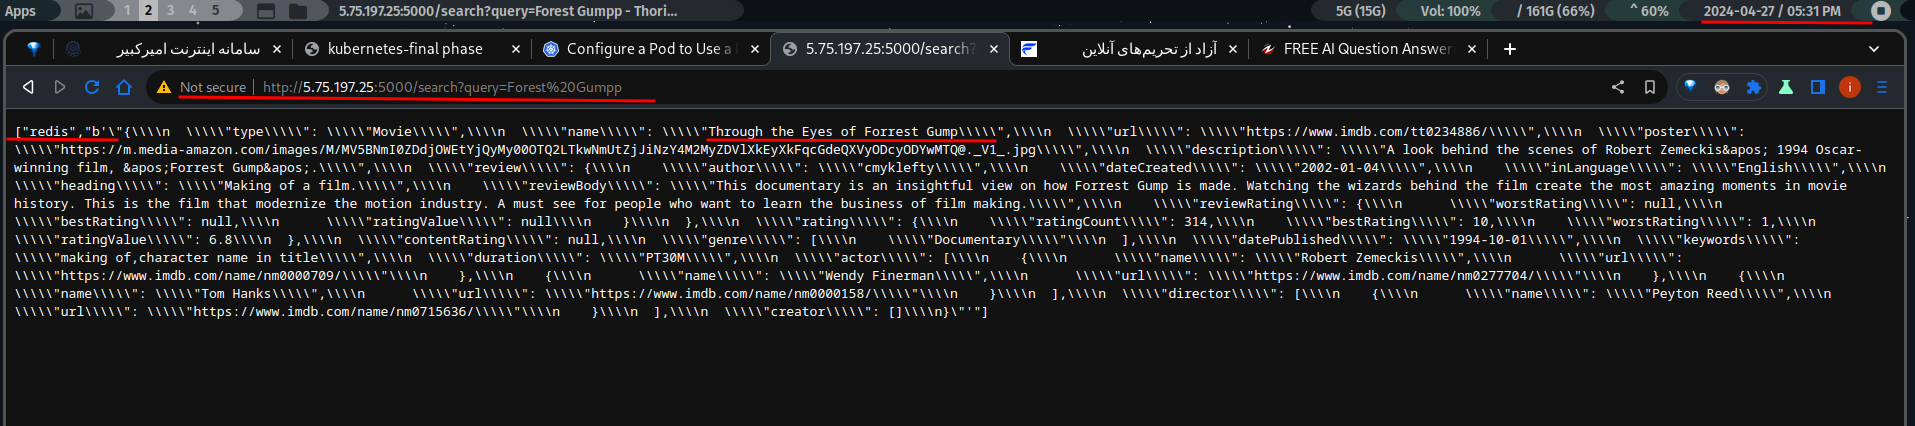 Apps 1 2 3 4 5 5.75.197.25:5000/search?query=Forest Gumpp - Thori... 5G (15G) Vol: 100% / 161G (66%) ^ 60% 2024-04-27 / 05:31 PM
سامانه اینترنت امیرکبیر × kubernetes-final phase × Configure a Pod to Use a × 5.75.197.25:5000/search? × آزاد از تحریم‌های آنلاین × FREE AI Question Answer × +
Not secure | http://5.75.197.25:5000/search?query=Forest%20Gumpp
["redis","b'\"{\\\\n  \\\\\"type\\\\\": \\\\\"Movie\\\\\",\\\\n  \\\\\"name\\\\\": \\\\\"Through the Eyes of Forrest Gump\\\\\",\\\\n  \\\\\"url\\\\\": \\\\\"https://www.imdb.com/tt0234886/\\\\\",\\\\n  \\\\\"poster\\\\\":
\\\\\"https://m.media-amazon.com/images/M/MV5BNmI0ZDdjOWEtYjQyMy00OTQ2LTkwNmUtZjJiNzY4M2MyZDVlXkEyXkFqcGdeQXVyODcyODYwMTQ@._V1_.jpg\\\\\",\\\\n  \\\\\"description\\\\\": \\\\\"A look behind the scenes of Robert Zemeckis&apos; 1994 Oscar-
winning film, &apos;Forrest Gump&apos;.\\\\\",\\\\n  \\\\\"review\\\\\": {\\\\n    \\\\\"author\\\\\": \\\\\"cmyklefty\\\\\",\\\\n    \\\\\"dateCreated\\\\\": \\\\\"2002-01-04\\\\\",\\\\n    \\\\\"inLanguage\\\\\": \\\\\"English\\\\\",\\\\n
\\\\\"heading\\\\\": \\\\\"Making of a film.\\\\\",\\\\n    \\\\\"reviewBody\\\\\": \\\\\"This documentary is an insightful view on how Forrest Gump is made. Watching the wizards behind the film create the most amazing moments in movie
history. This is the film that modernize the motion industry. A must see for people who want to learn the business of film making.\\\\\",\\\\n    \\\\\"reviewRating\\\\\": {\\\\n      \\\\\"worstRating\\\\\": null,\\\\n
\\\\\"bestRating\\\\\": null,\\\\n      \\\\\"ratingValue\\\\\": null\\\\n    }\\\\n  },\\\\n  \\\\\"rating\\\\\": {\\\\n    \\\\\"ratingCount\\\\\": 314,\\\\n    \\\\\"bestRating\\\\\": 10,\\\\n    \\\\\"worstRating\\\\\": 1,\\\\n
\\\\\"ratingValue\\\\\": 6.8\\\\n  },\\\\n  \\\\\"contentRating\\\\\": null,\\\\n  \\\\\"genre\\\\\": [\\\\n    \\\\\"Documentary\\\\\"\\\\n  ],\\\\n  \\\\\"datePublished\\\\\": \\\\\"1994-10-01\\\\\",\\\\n  \\\\\"keywords\\\\\":
\\\\\"making of,character name in title\\\\\",\\\\n  \\\\\"duration\\\\\": \\\\\"PT30M\\\\\",\\\\n  \\\\\"actor\\\\\": [\\\\n    {\\\\n      \\\\\"name\\\\\": \\\\\"Robert Zemeckis\\\\\",\\\\n      \\\\\"url\\\\\":
\\\\\"https://www.imdb.com/name/nm0000709/\\\\\"\\\\n    },\\\\n    {\\\\n      \\\\\"name\\\\\": \\\\\"Wendy Finerman\\\\\",\\\\n      \\\\\"url\\\\\": \\\\\"https://www.imdb.com/name/nm0277704/\\\\\"\\\\n    },\\\\n    {\\\\n
\\\\\"name\\\\\": \\\\\"Tom Hanks\\\\\",\\\\n      \\\\\"url\\\\\": \\\\\"https://www.imdb.com/name/nm0000158/\\\\\"\\\\n    }\\\\n  ],\\\\n  \\\\\"director\\\\\": [\\\\n    {\\\\n      \\\\\"name\\\\\": \\\\\"Peyton Reed\\\\\",\\\\n
\\\\\"url\\\\\": \\\\\"https://www.imdb.com/name/nm0715636/\\\\\"\\\\n    }\\\\n  ],\\\\n  \\\\\"creator\\\\\": []\\\\n}\"'"]